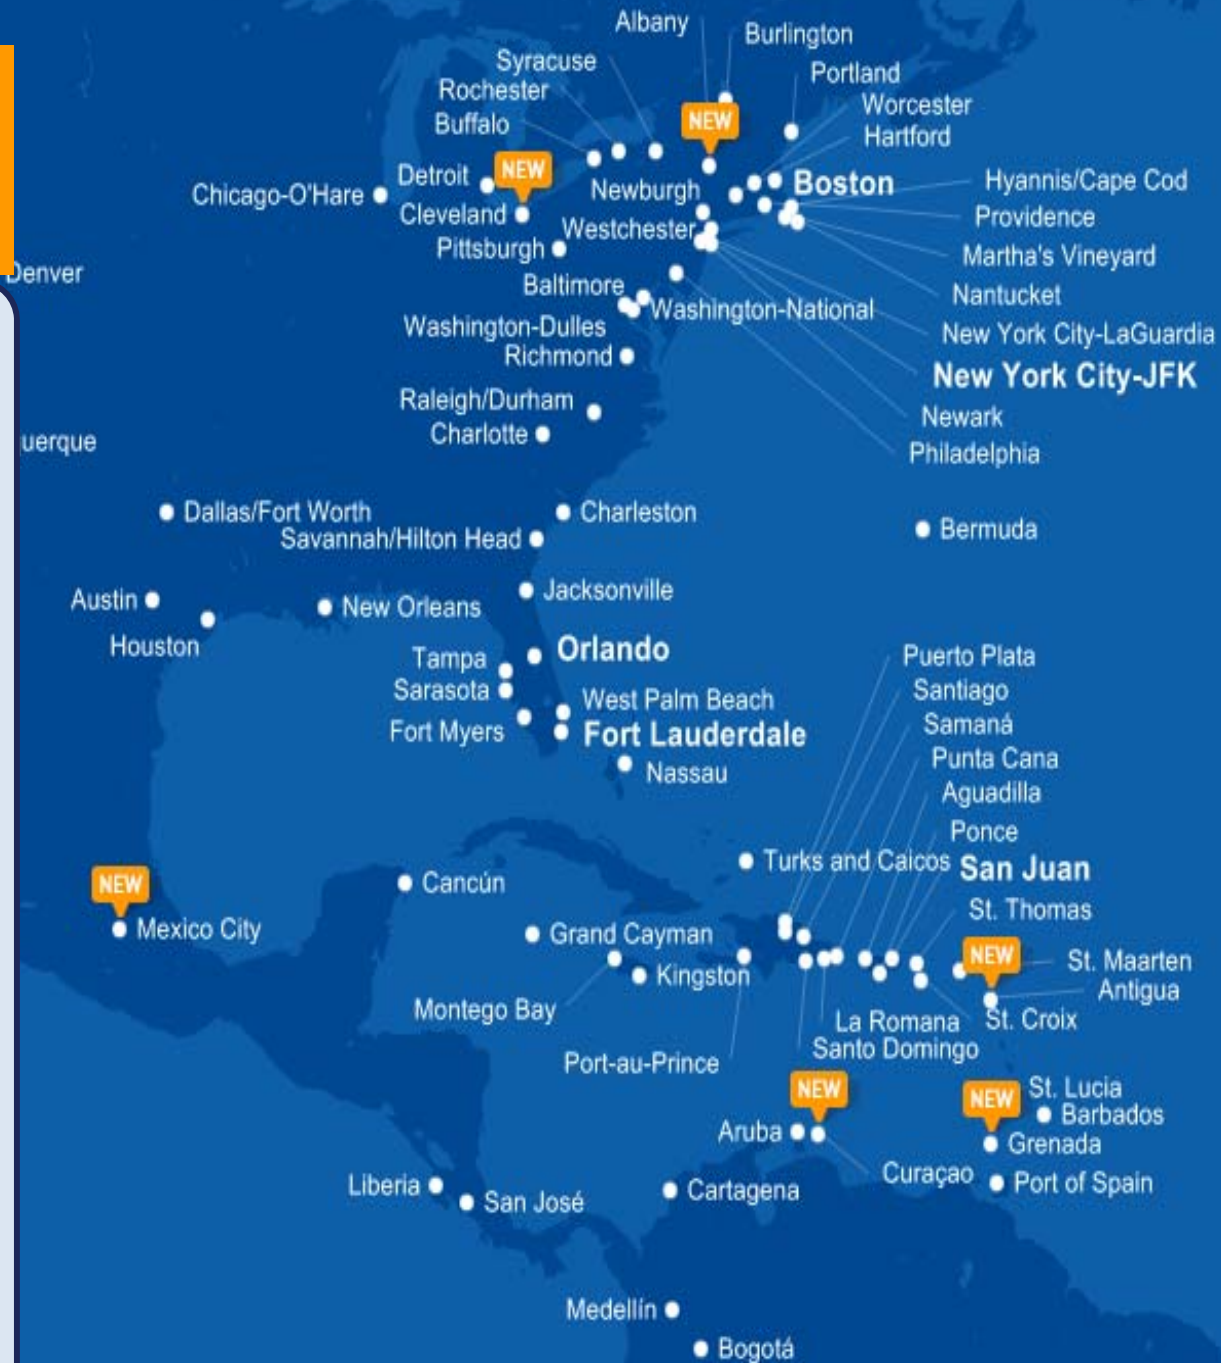 Albany
Burlington
Syracuse
Portland
Rochester
Worcester
Buffalo
NEW
Hartford
Detroit
NEW
Newburgh
Boston
Hyannis/Cape Cod
Chicago-O'Hare
Cleveland
Westchester
Providence
Pittsburgh
Martha's Vineyard
Denver
Baltimore
Nantucket
Washington-National
Washington-Dulles
New York City-LaGuardia
Richmond
New York City-JFK
Raleigh/Durham
Newark
Charlotte
uerque
Philadelphia
Dallas/Fort Worth
Charleston
Savannah/Hilton Head
Bermuda
Austin
New Orleans
Jacksonville
Houston
Orlando
Tampa
Puerto Plata
Sarasota
West Palm Beach
Santiago
Fort Myers
Fort Lauderdale
Samaná
Nassau
Punta Cana
Aguadilla
Ponce
Turks and Caicos
San Juan
NEW
Cancún
St. Thomas
Mexico City
Grand Cayman
NEW
St. Maarten
Kingston
Antigua
Montego Bay
La Romana
St. Croix
Port-au-Prince
Santo Domingo
NEW
NEW
St. Lucia
Barbados
Aruba
Grenada
Curaçao
Liberia
San José
Cartagena
Port of Spain
Medellín
Bogotá